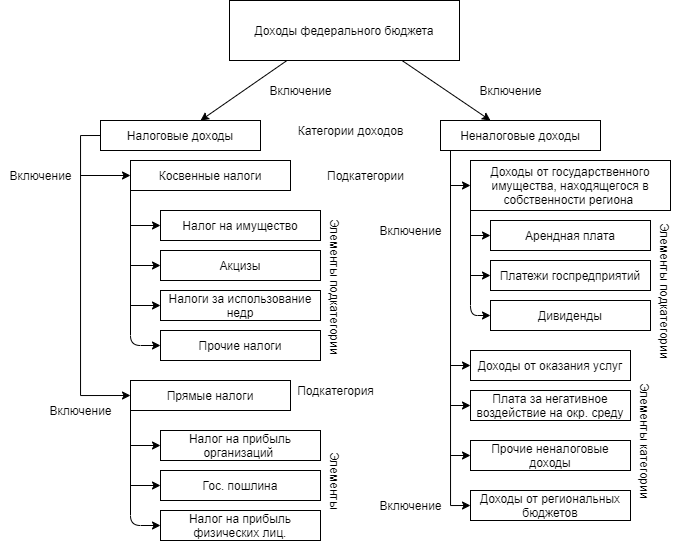 Доходы федерального бюджета
Включение
Включение
Налоговые доходы
Категории доходов
Неналоговые доходы
Включение
Косвенные налоги
Подкатегории
Доходы от государственного
имущества, находящегося в
собственности региона
Налог на имущество
Акцизы
Налоги за использование
недр
Прочие налоги
Элементы подкатегории
Включение
Арендная плата
Платежи госпредприятий
Дивиденды
Элементы подкатегории
Включение
Прямые налоги
Подкатегория
Налог на прибыль
организаций
Гос. пошлина
Налог на прибыль
физических лиц.
Элементы
Доходы от оказания услуг
Плата за негативное
воздействие на окр. среду
Прочие неналоговые
доходы
Включение
Доходы от региональных
бюджетов
Элементы категории